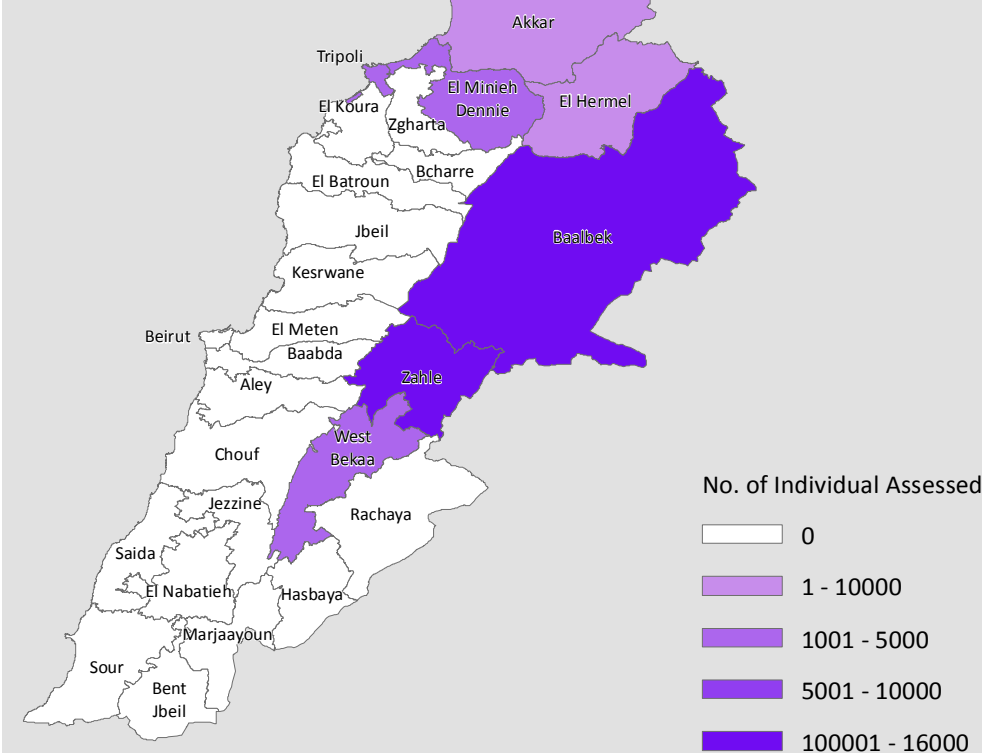 Akkar
Tripoli
El Minieh
Dennie
El Hermel
El Koura
Zgharta
Bcharre
El Batroun
Jbeil
Baalbek
Kesrwane
El Meten
Beirut
Baabda
Zahle
Aley
West
Bekaa
Chouf
Jezzine
Rachaya
Saida
El Nabatieh
Hasbaya
Marjaayoun
Sour
Bent
Jbeil
No. of Individual Assessed
0
1 - 10000
1001 - 5000
5001 - 10000
100001 - 16000